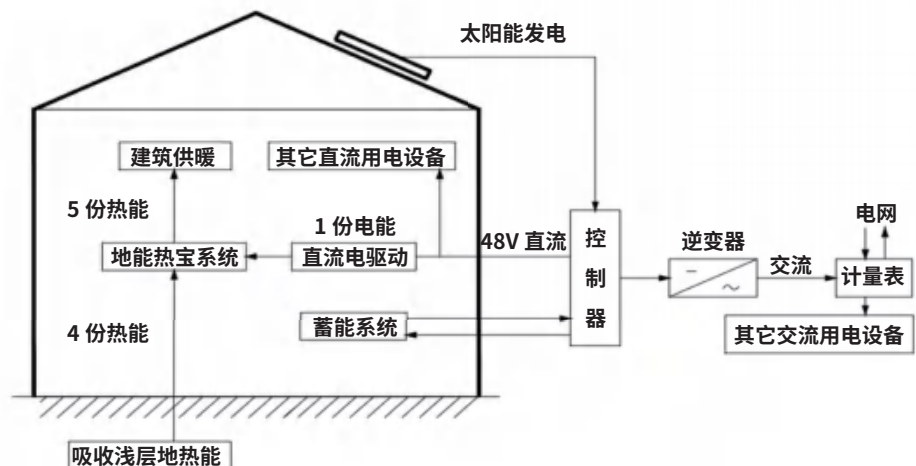 太阳能发电
建筑供暖
其它直流用电设备
5 份热能
1 份电能
48V 直流
控制器
逆变器
电网
地能热宝系统
直流电驱动
交流
计量表
4 份热能
蓄能系统
其它交流用电设备
吸收浅层地热能